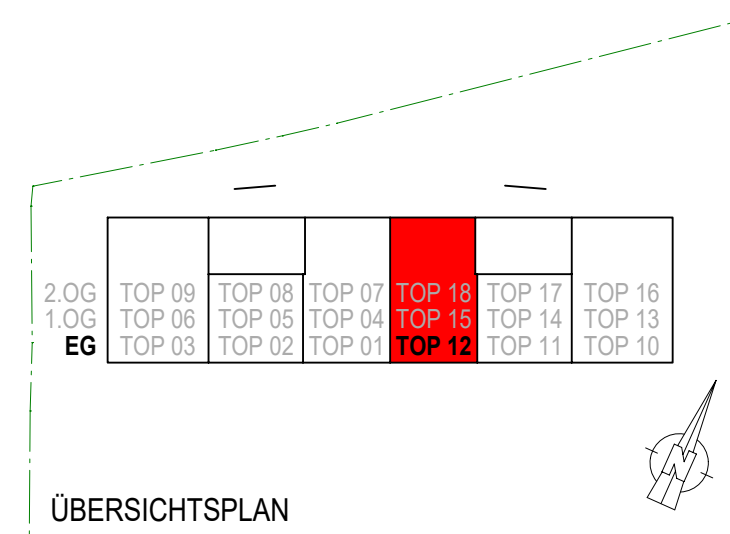 2.OG TOP 09 TOP 08 TOP 07 TOP 18 TOP 17 TOP 16
1.OG TOP 06 TOP 05 TOP 04 TOP 15 TOP 14 TOP 13
EG TOP 03 TOP 02 TOP 01 TOP 12 TOP 11 TOP 10
N
ÜBERSICHTSPLAN